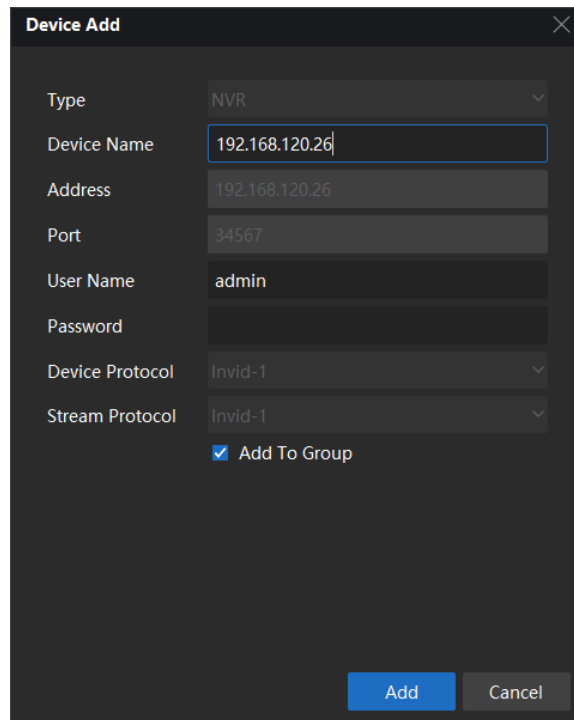 Device Add
Type NVR
Device Name 192.168.120.26
Address 192.168.120.26
Port 34567
User Name admin
Password
Device Protocol Invid-1
Stream Protocol Invid-1
Add To Group
Add Cancel